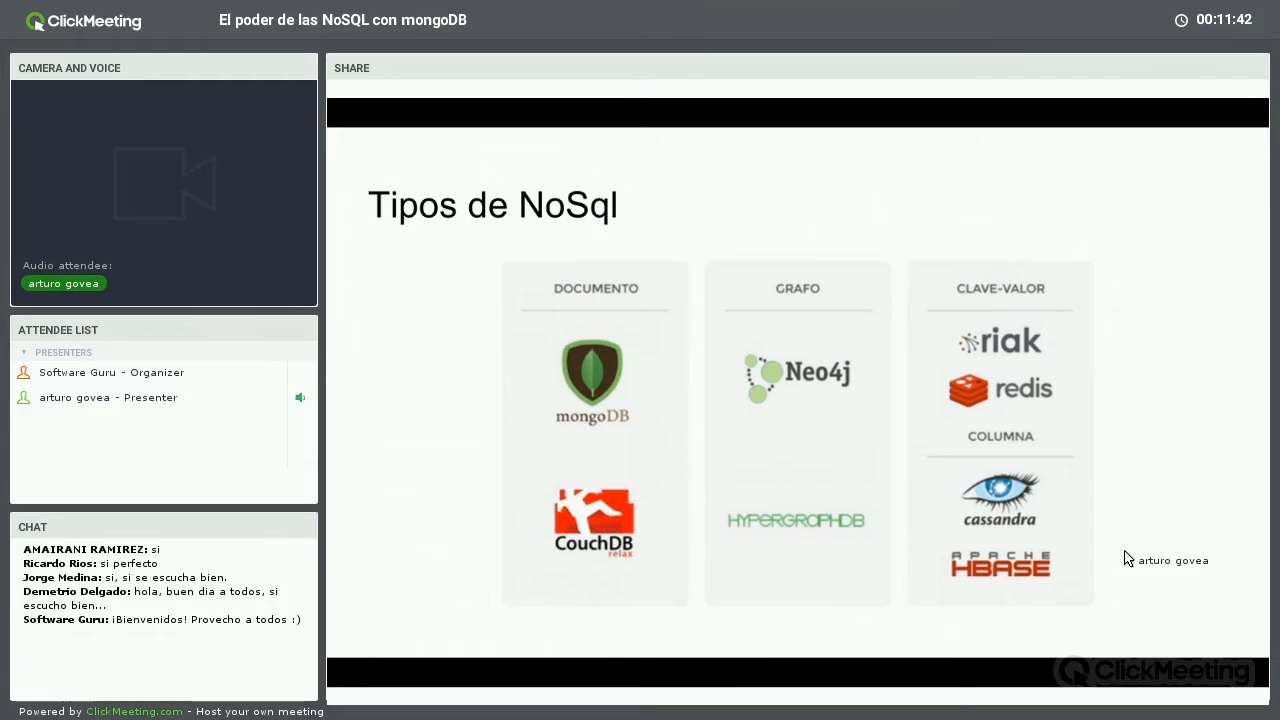 ClickMeeting
El poder de las NoSQL con mongoDB
00:11:42
CAMERA AND VOICE
Audio attendee:
arturo govea
ATTENDEE LIST
PRESENTERS
Software Guru - Organizer
arturo govea - Presenter
CHAT
AMAIRANI RAMIREZ: si
Ricardo Rios: si perfecto
Jorge Medina: si, si se escucha bien.
Demetrio Delgado: hola, buen dia a todos, si
escucho bien...
Software Guru: ¡Bienvenidos! Provecho a todos :)
Powered by ClickMeeting.com - Host your own meeting
SHARE
Tipos de NoSql
DOCUMENTO
mongoDB
CouchDB
relax
GRAFO
Neo4j
HYPERGRAPHDB
CLAVE-VALOR
riak
redis
COLUMNA
cassandra
APACHE
HBASE
arturo govea
ClickMeeting